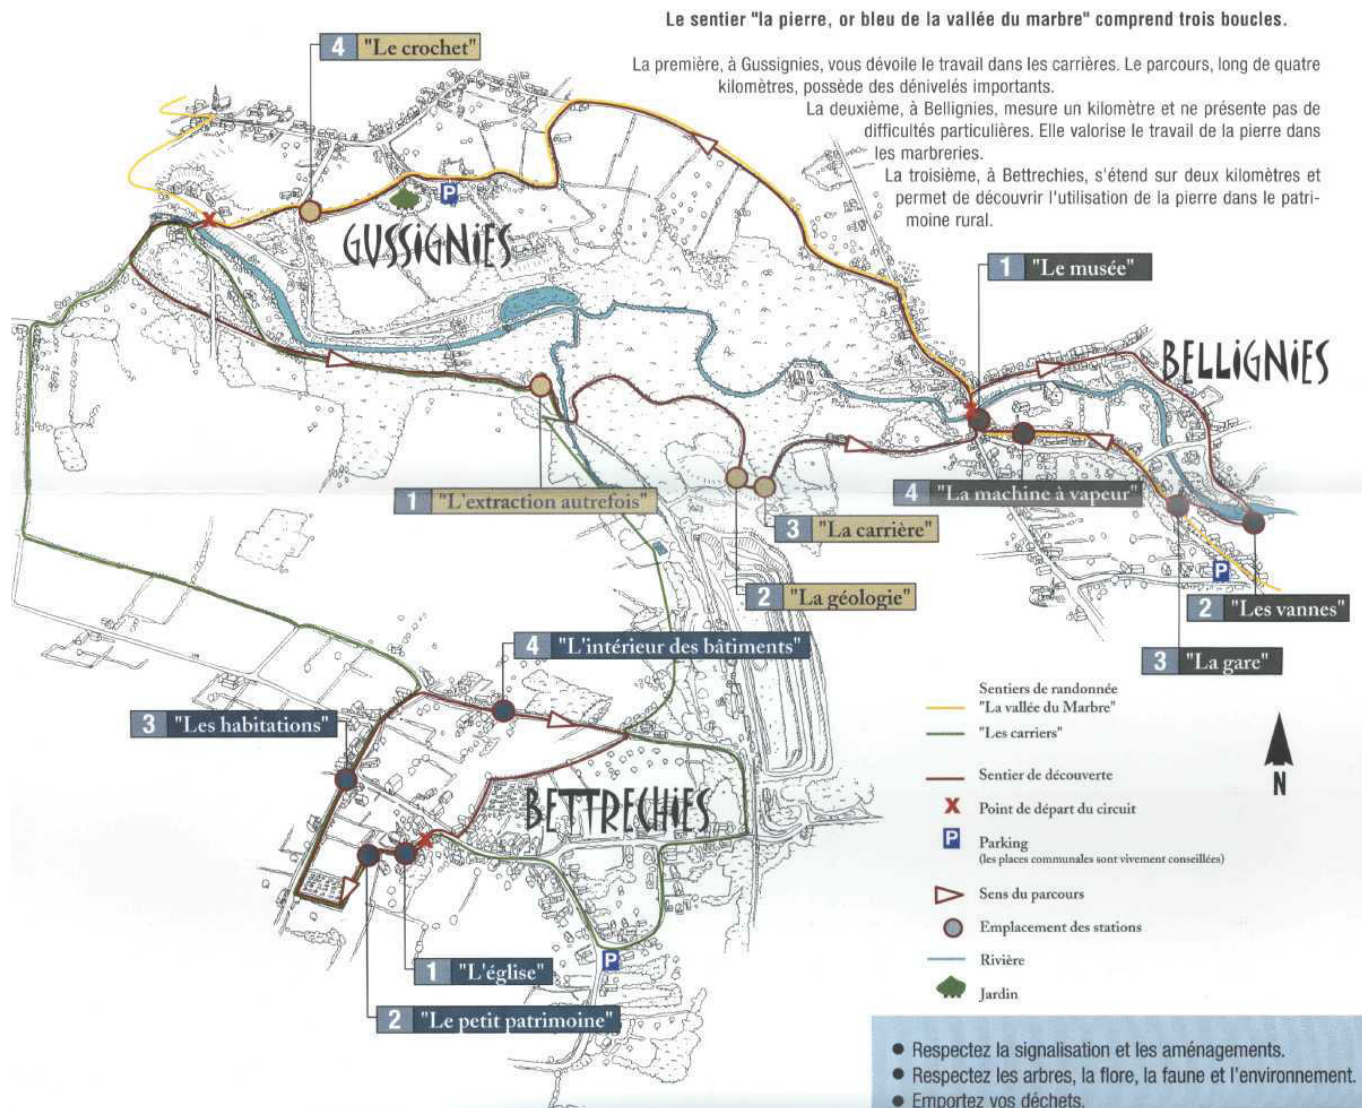 Le sentier "la pierre, or bleu de la vallée du marbre" comprend trois boucles.
La première, à Gussignies, vous dévoile le travail dans les carrières. Le parcours, long de quatre
kilomètres, possède des dénivelés importants.
La deuxième, à Bellignies, mesure un kilomètre et ne présente pas de
difficultés particulières. Elle valorise le travail de la pierre dans
les marbreries.
La troisième, à Bettrechies, s'étend sur deux kilomètres et
permet de découvrir l'utilisation de la pierre dans le patri-
moine rural.
4 "Le crochet"
P
GUSSIGNIES
1 "Le musée"
BELLIGNIES
1 "L'extraction autrefois"
4 "La machine à vapeur"
3 "La carrière"
P
2 "La géologie"
2 "Les vannes"
4 "L'intérieur des bâtiments"
3 "La gare"
3 "Les habitations"
BETTRECHIES
P
1 "L'église"
2 "Le petit patrimoine"
Sentiers de randonnée
"La vallée du Marbre"
"Les carriers"
Sentier de découverte
X Point de départ du circuit
P Parking
(les places communales sont vivement conseillées)
Sens du parcours
Emplacement des stations
Rivière
Jardin
N
● Respectez la signalisation et les aménagements.
● Respectez les arbres, la flore, la faune et l'environnement.
● Emportez vos déchets.